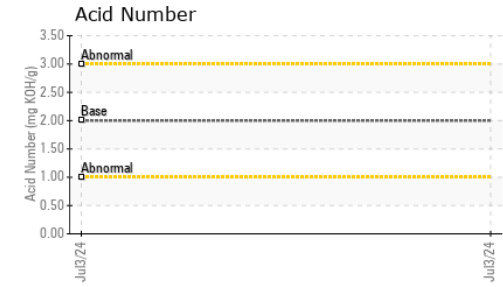 Acid Number
Acid Number (mg KOH/g)
3.50
3.00
2.50
2.00
1.50
1.00
0.50
0.00
Abnormal
Base
Abnormal
Jul3/24
Jul3/24